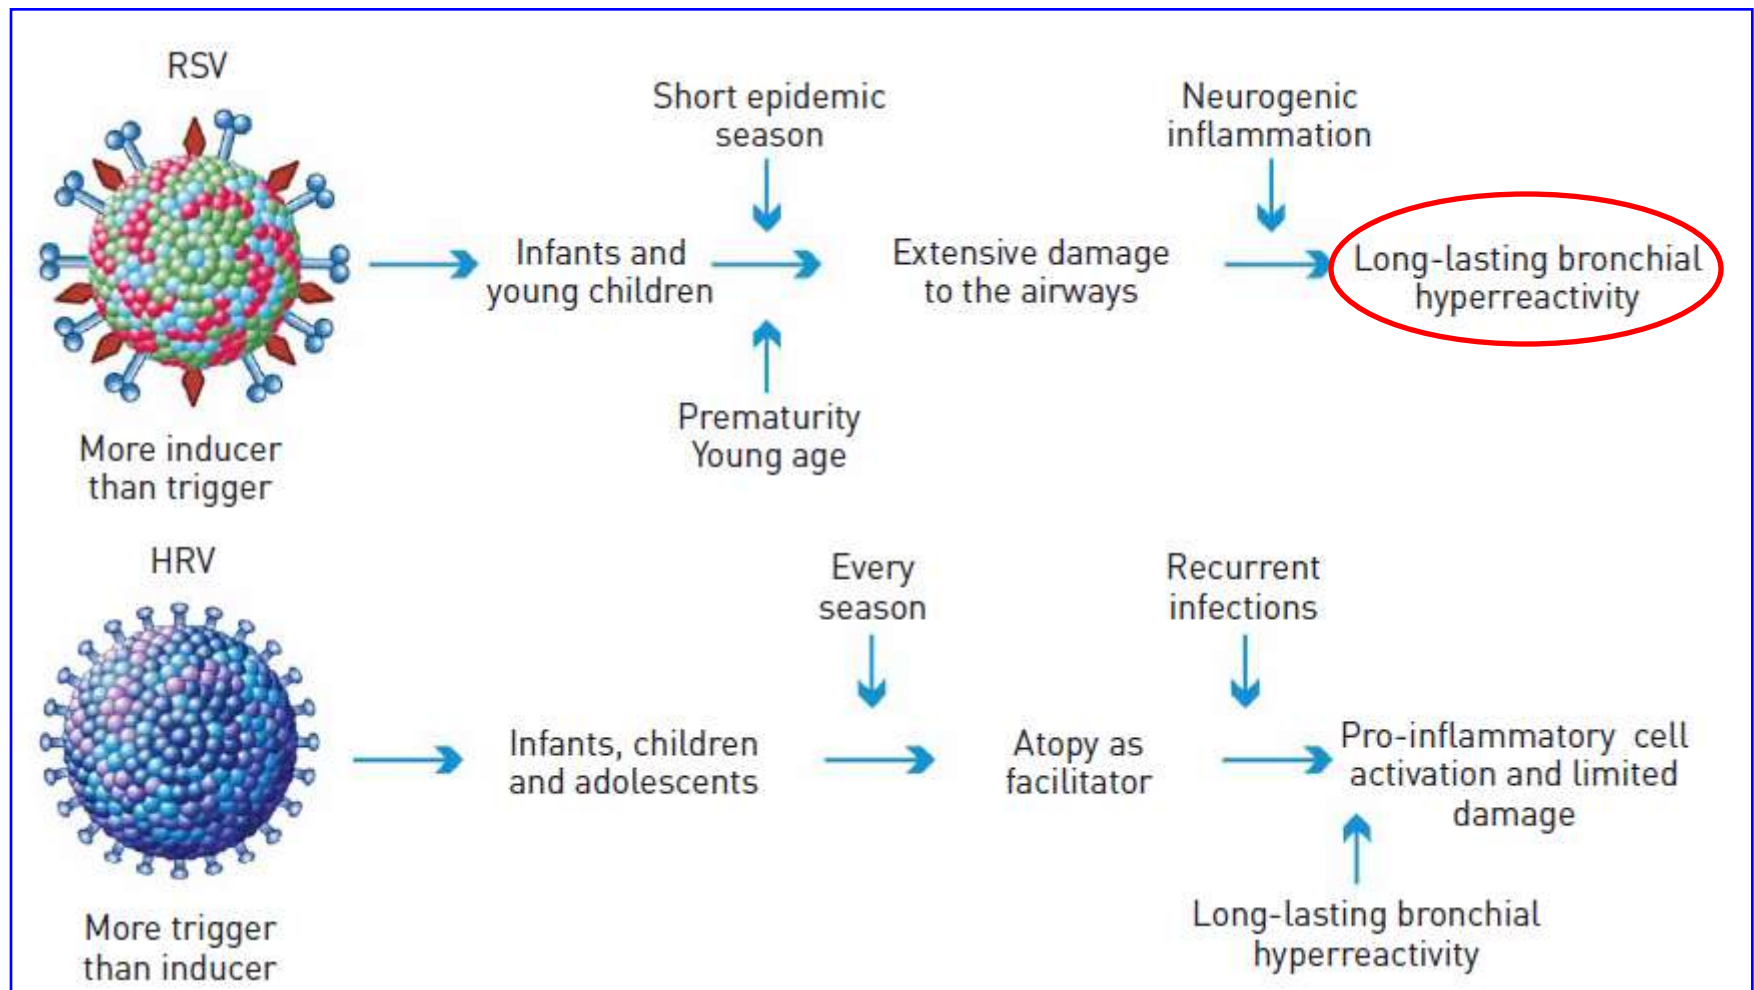 RSV
Short epidemic
season
Neurogenic
inflammation
Infants and
young children
Extensive damage
to the airways
Long-lasting bronchial
hyperreactivity
Prematurity
Young age
More inducer
than trigger
HRV
Every
season
Recurrent
infections
Infants, children
and adolescents
Atopy as
facilitator
Pro-inflammatory cell
activation and limited
damage
Long-lasting bronchial
hyperreactivity
More trigger
than inducer